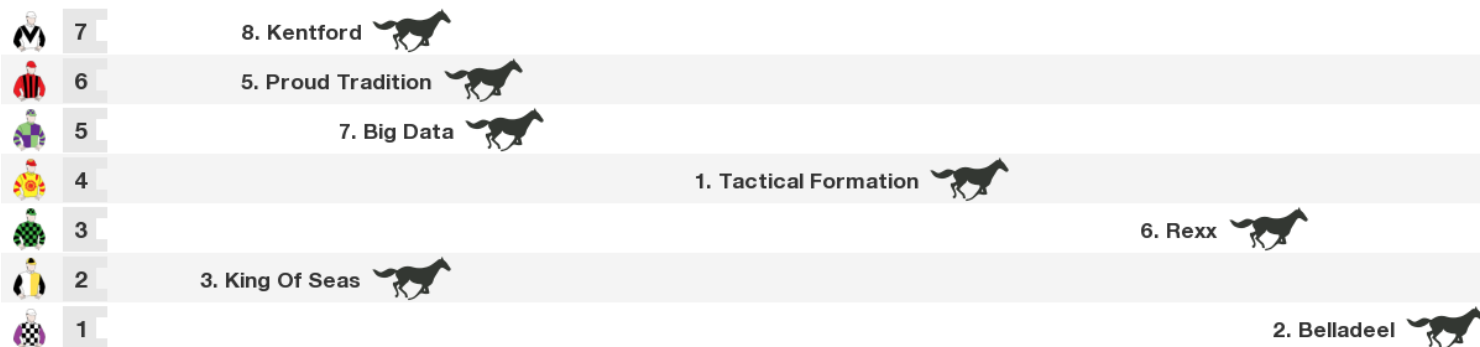 7 8. Kentford
6 5. Proud Tradition
5 7. Big Data
4 1. Tactical Formation
3 6. Rexx
2 3. King Of Seas
1 2. Belladeel